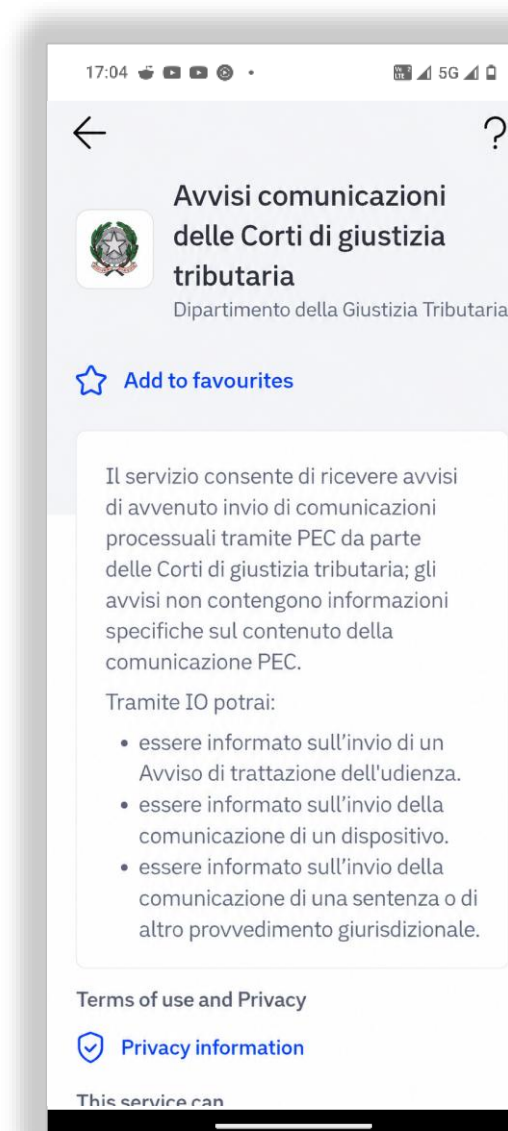 17:04
5G
?
Avvisi comunicazioni
delle Corti di giustizia
tributaria
Dipartimento della Giustizia Tributaria
Add to favourites
Il servizio consente di ricevere avvisi
di avvenuto invio di comunicazioni
processuali tramite PEC da parte
delle Corti di giustizia tributaria; gli
avvisi non contengono informazioni
specifiche sul contenuto della
comunicazione PEC.
Tramite IO potrai:
• essere informato sull'invio di un
Avviso di trattazione dell'udienza.
• essere informato sull'invio della
comunicazione di un dispositivo.
• essere informato sull'invio della
comunicazione di una sentenza o di
altro provvedimento giurisdizionale.
Terms of use and Privacy
Privacy information
This service can